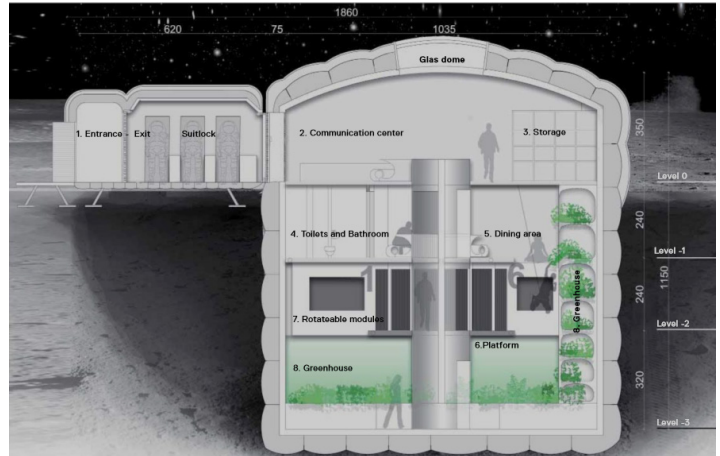 1860
620
75
1035
Glas dome
1. Entrance - Exit
Suitlock
2. Communication center
3. Storage
350
Level 0
4. Toilets and Bathroom
5. Dining area
240
Level -1
1150
240
7. Rotateable modules
8. Greenhouse
Level -2
6.Platform
8. Greenhouse
320
Level -3